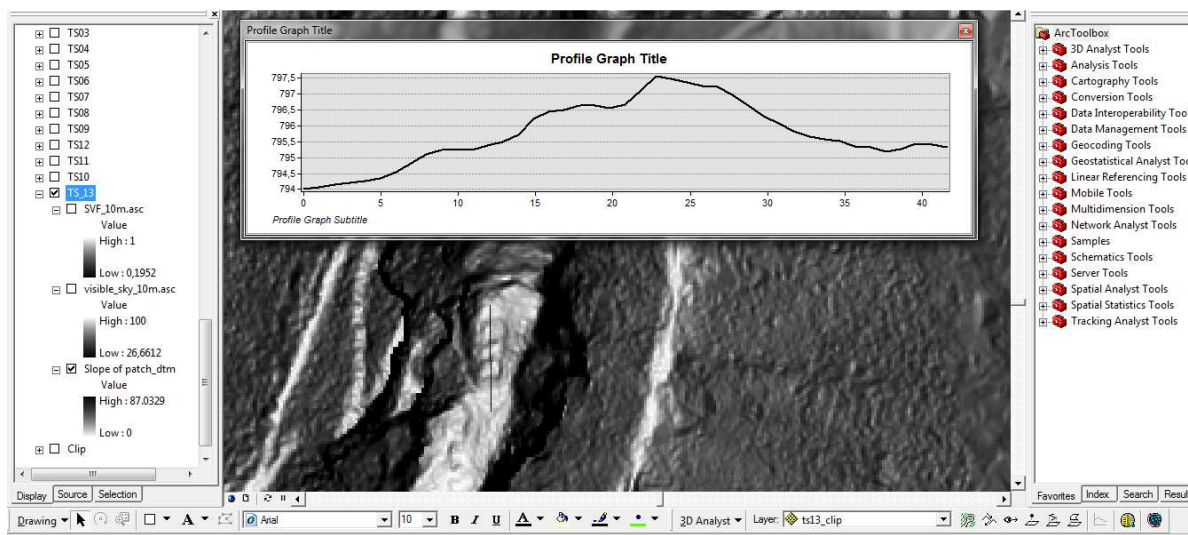 TS03
TS04
TS05
TS06
TS07
TS08
TS09
TS12
TS11
TS10
TS_13
SVF_10m.asc
Value
High : 1
Low : 0,1952
visible_sky_10m.asc
Value
High : 100
Low : 26,6612
Slope of patch_dtm
Value
High : 87.0329
Low : 0
Clip
Display Source Selection
Profile Graph Title
Profile Graph Title
797,5
797
796,5
796
795,5
795
794,5
794
0 5 10 15 20 25 30 35 40
Profile Graph Subtitle
ArcToolbox
3D Analyst Tools
Analysis Tools
Cartography Tools
Conversion Tools
Data Interoperability Too
Data Management Tools
Geocoding Tools
Geostatistical Analyst Too
Linear Referencing Tools
Mobile Tools
Multidimension Tools
Network Analyst Tools
Samples
Schematics Tools
Server Tools
Spatial Analyst Tools
Spatial Statistics Tools
Tracking Analyst Tools
Favorites Index Search Resul
Drawing A Arial 10 B I U A 3D Analyst Layer: ts13_clip